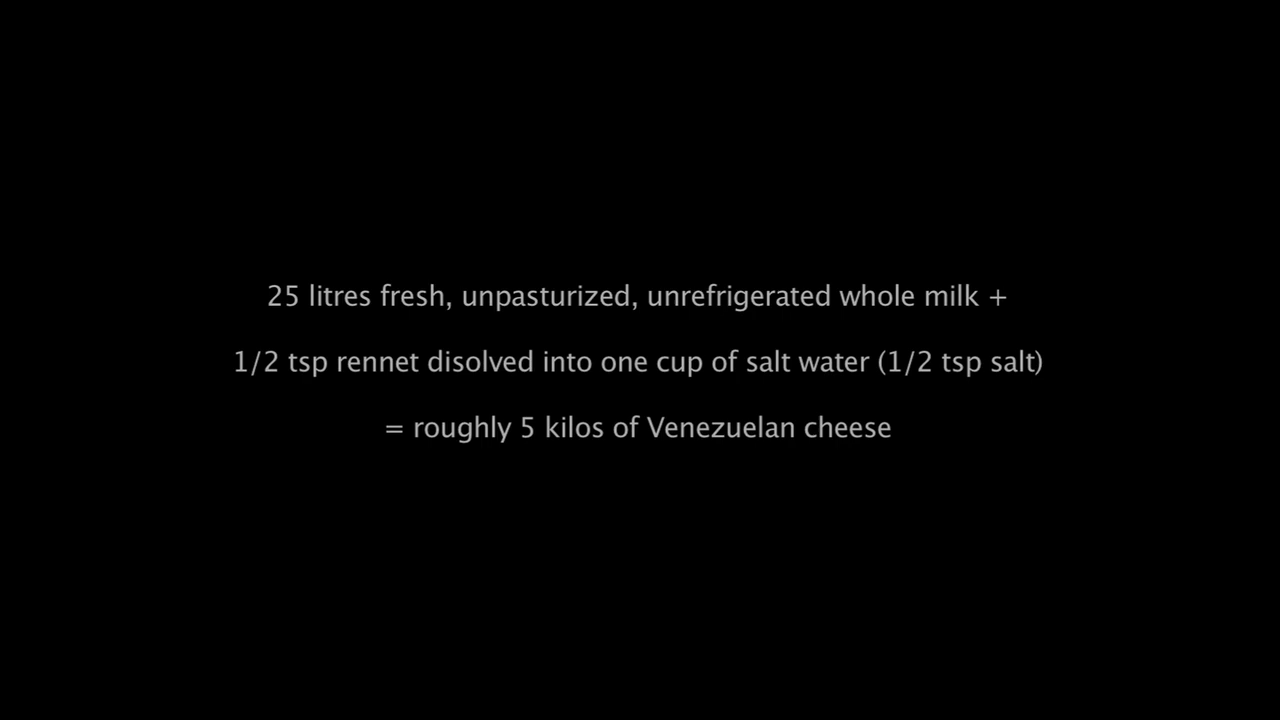 25 litres fresh, unpasturized, unrefrigerated whole milk +
1/2 tsp rennet disolved into one cup of salt water (1/2 tsp salt)
= roughly 5 kilos of Venezuelan cheese